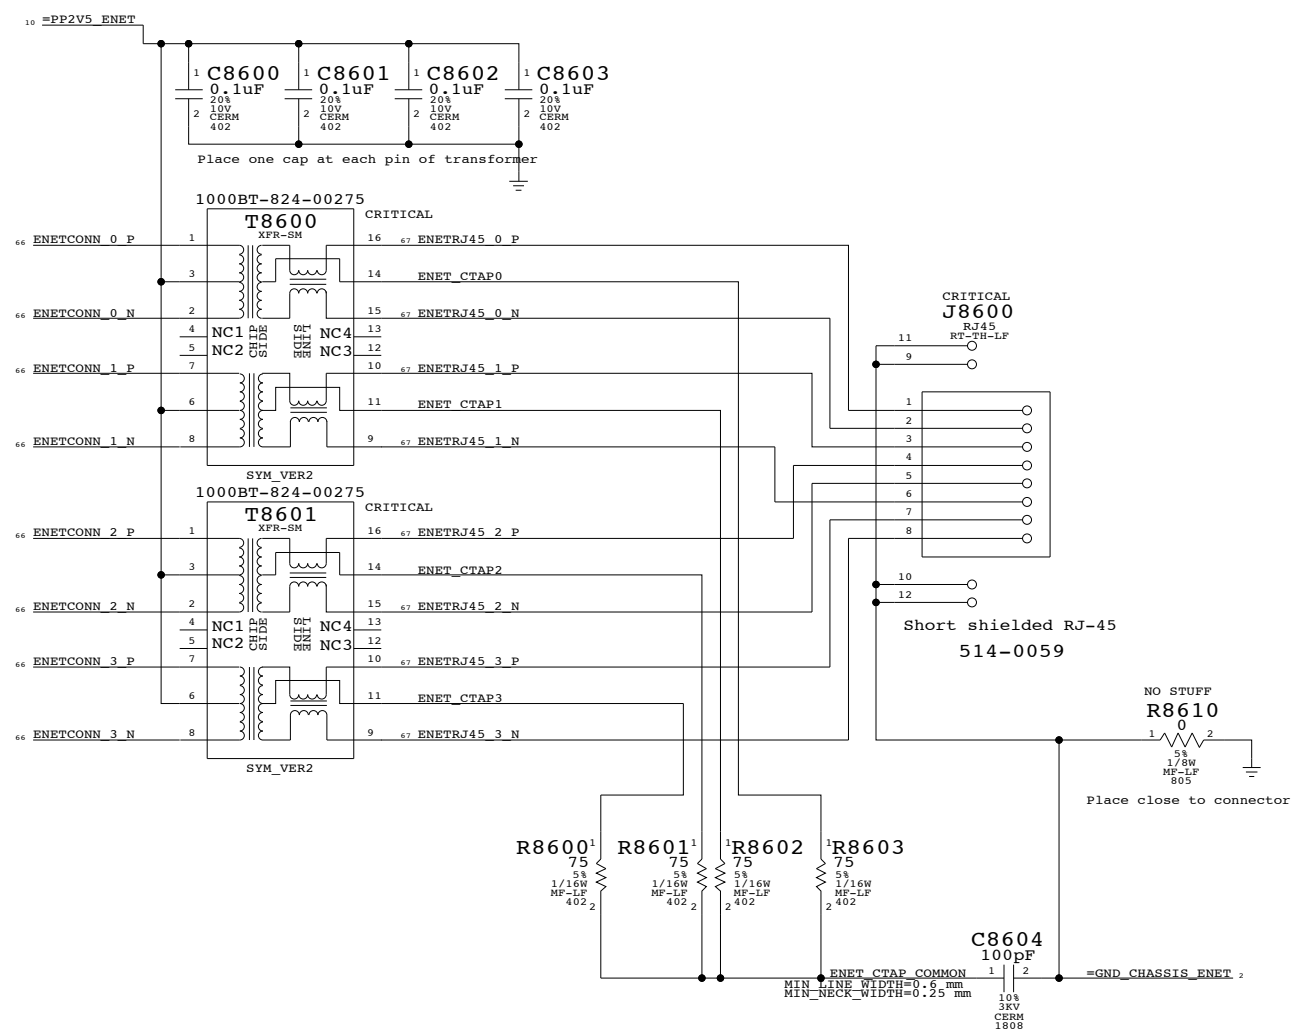 10 =PP2V5_ENET
1 C8600
0.1uF
20%
10V
2 CERM
402
1 C8601
0.1uF
20%
10V
2 CERM
402
1 C8602
0.1uF
20%
10V
2 CERM
402
1 C8603
0.1uF
20%
10V
2 CERM
402
Place one cap at each pin of transformer
1000BT-824-00275
CRITICAL
T8600
XFR-SM
66 ENETCONN_0_P 1 16 67 ENETRJ45_0_P
3 14 ENET_CTAP0
66 ENETCONN_0_N 2 15 67 ENETRJ45_0_N
4 NC1 NC4 13
5 NC2 NC3 12
CHIP
SIDE
LINE
SIDE
66 ENETCONN_1_P 7 10 67 ENETRJ45_1_P
6 11 ENET_CTAP1
66 ENETCONN_1_N 8 9 67 ENETRJ45_1_N
SYM_VER2
1000BT-824-00275
CRITICAL
T8601
XFR-SM
66 ENETCONN_2_P 1 16 67 ENETRJ45_2_P
3 14 ENET_CTAP2
66 ENETCONN_2_N 2 15 67 ENETRJ45_2_N
4 NC1 NC4 13
5 NC2 NC3 12
CHIP
SIDE
LINE
SIDE
66 ENETCONN_3_P 7 10 67 ENETRJ45_3_P
6 11 ENET_CTAP3
66 ENETCONN_3_N 8 9 67 ENETRJ45_3_N
SYM_VER2
CRITICAL
J8600
RJ45
RT-TH-LF
11
9
1
2
3
4
5
6
7
8
10
12
Short shielded RJ-45
514-0059
NO STUFF
R8610
1 0 2
5%
1/8W
MF-LF
805
Place close to connector
R8600 1
75
5%
1/16W
MF-LF
402 2
R8601 1
75
5%
1/16W
MF-LF
402 2
1 R8602
75
5%
1/16W
MF-LF
2 402
1 R8603
75
5%
1/16W
MF-LF
2 402
C8604
100pF
ENET_CTAP_COMMON 1 2 =GND_CHASSIS_ENET 2
MIN_LINE_WIDTH=0.6 mm
MIN_NECK_WIDTH=0.25 mm
10%
3KV
CERM
1808